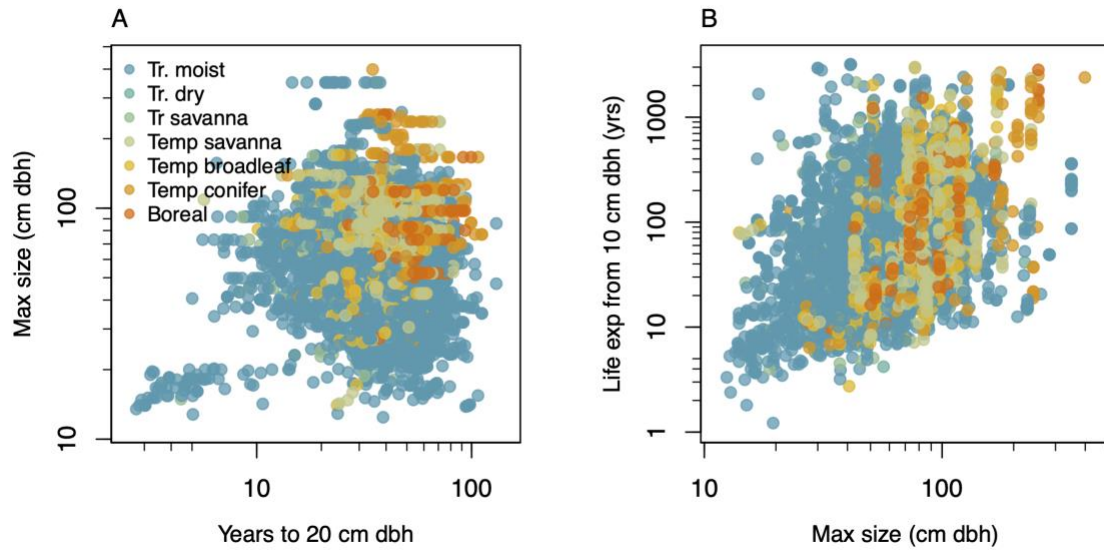 A
B
Tr. moist
Tr. dry
Tr savanna
Temp savanna
Temp broadleaf
Temp conifer
Boreal
Max size (cm dbh)
100
10
10
100
Years to 20 cm dbh
Life exp from 10 cm dbh (yrs)
1000
100
10
1
10
100
Max size (cm dbh)